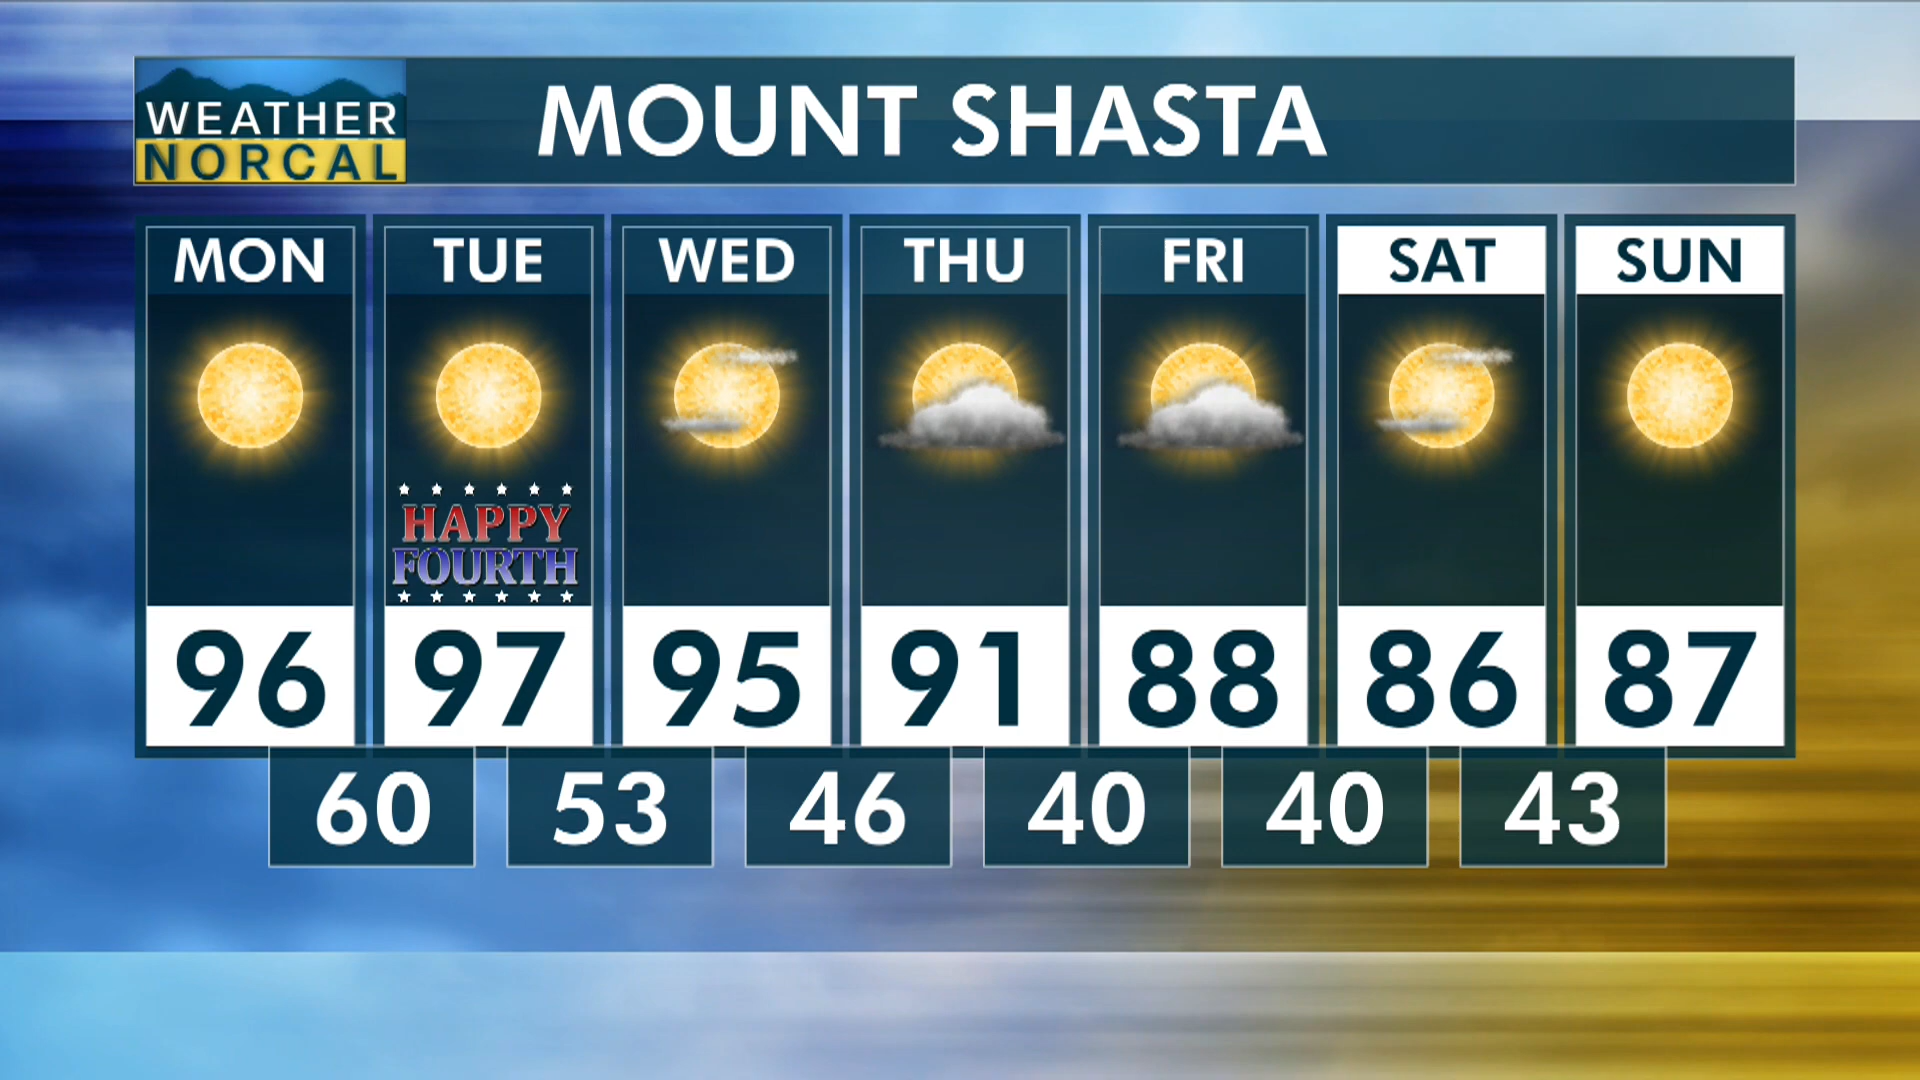 WEATHER
NORCAL
MOUNT SHASTA
MON TUE WED THU FRI SAT SUN
HAPPY
FOURTH
96 97 95 91 88 86 87
60 53 46 40 40 43